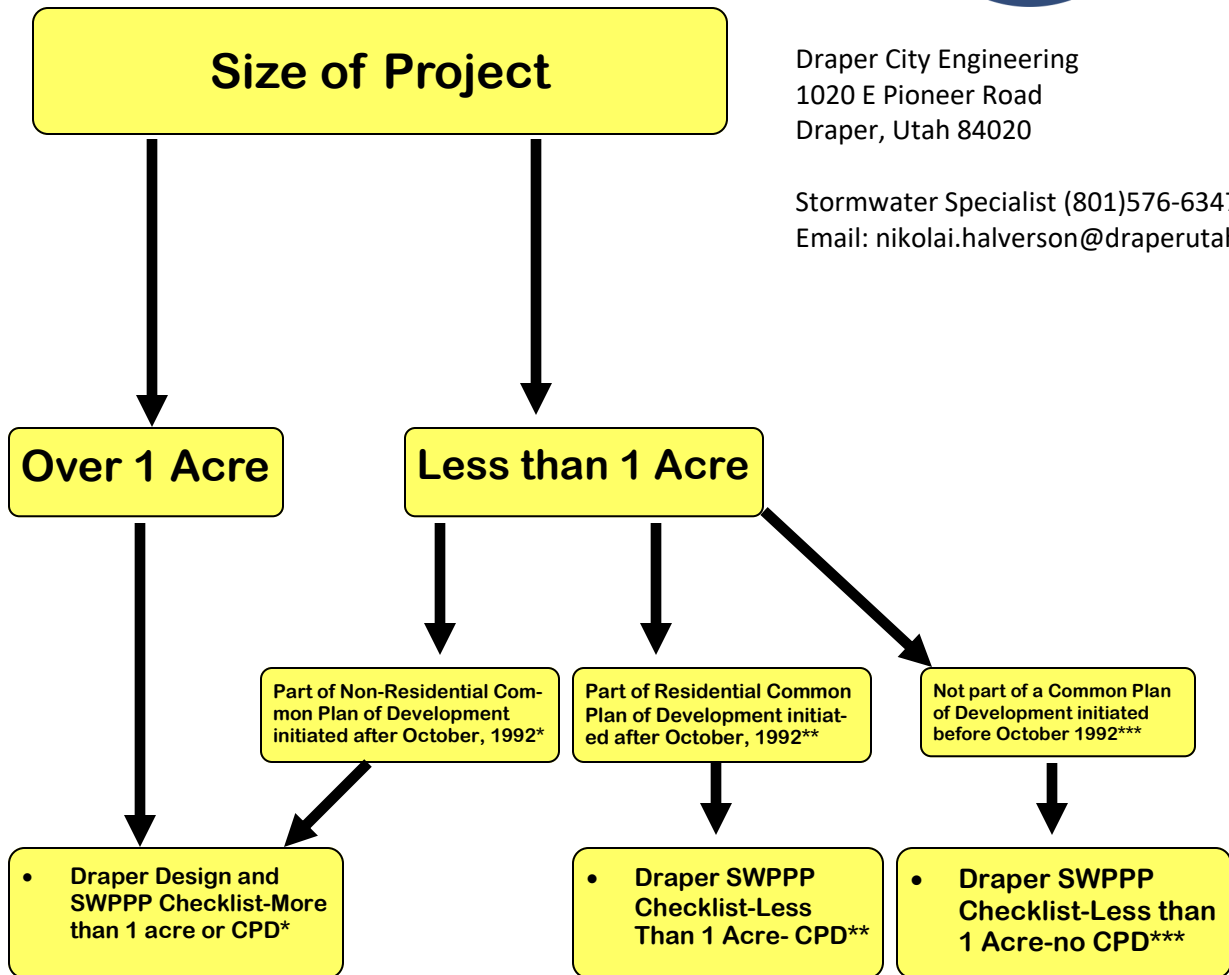 Size of Project
Draper City Engineering
1020 E Pioneer Road
Draper, Utah 84020
Stormwater Specialist (801)576-6347
Email: nikolai.halverson@draperutah
Over 1 Acre
Less than 1 Acre
Part of Non-Residential Com-
mon Plan of Development
initiated after October, 1992*
Part of Residential Common
Plan of Development initiat-
ed after October, 1992**
Not part of a Common Plan
of Development initiated
before October 1992***
• Draper Design and
SWPPP Checklist-More
than 1 acre or CPD*
• Draper SWPPP
Checklist-Less
Than 1 Acre- CPD**
• Draper SWPPP
Checklist-Less than
1 Acre-no CPD***